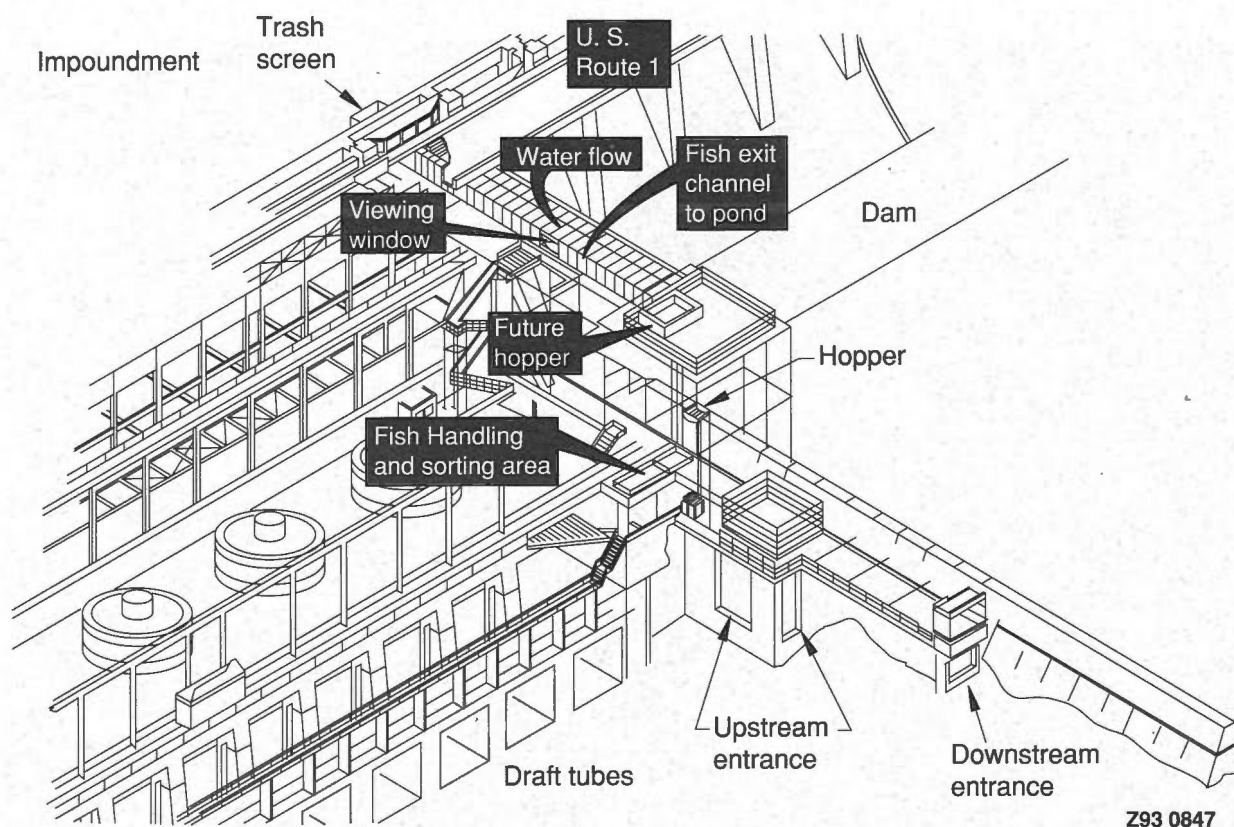 Impoundment
Trash
screen
U. S.
Route 1
Water flow
Fish exit
channel
to pond
Viewing
window
Dam
Future
hopper
Hopper
Fish Handling
and sorting area
Upstream
entrance
Downstream
entrance
Draft tubes
Z93 0847